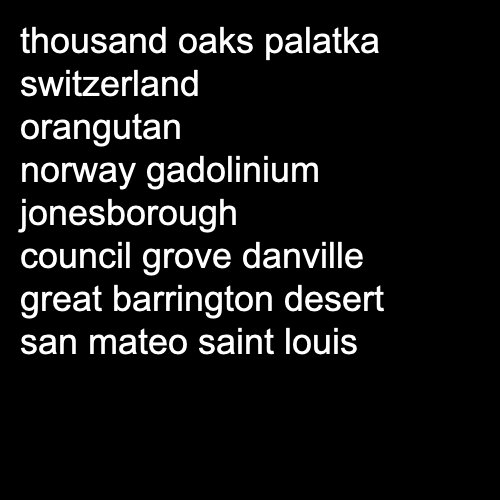 thousand oaks palatka
switzerland
orangutan
norway gadolinium
jonesborough
council grove danville
great barrington desert
san mateo saint louis